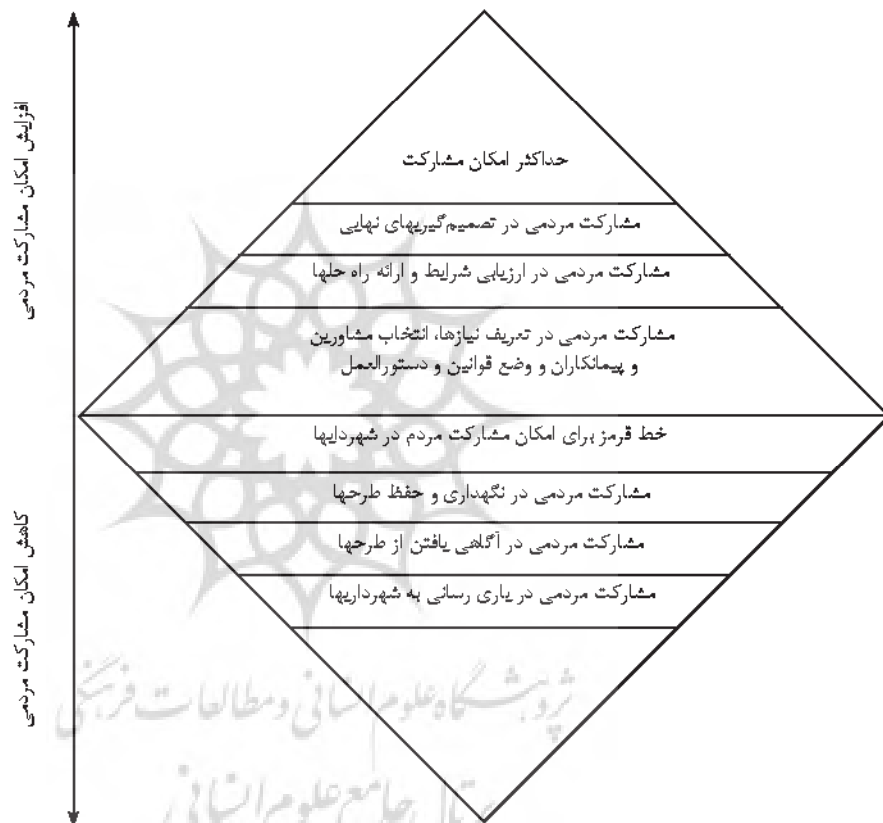 حداکثر امکان مشارکت
مشارکت مردمی در تصمیم‌گیریهای نهایی
مشارکت مردمی در ارزیابی شرایط و ارائه راه حلها
مشارکت مردمی در تعریف نیازها، انتخاب مشاورین
و پیمانکاران و وضع قوانین و دستورالعمل
خط قرمز برای امکان مشارکت مردم در شهردایها
مشارکت مردمی در نگهداری و حفظ طرحها
مشارکت مردمی در آگاهی یافتن از طرحها
مشارکت مردمی در یاری رسانی به شهرداریها
افزایش امکان مشارکت مردمی
کاهش امکان مشارکت مردمی
پژوهشگاه علوم انسانی و مطالعات فرهنگی
پرتال جامع علوم انسانی